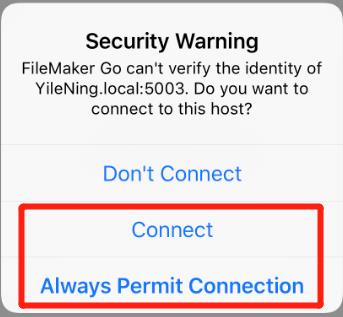 Security Warning
FileMaker Go can't verify the identity of
YileNing.local:5003. Do you want to
connect to this host?
Don't Connect
Connect
Always Permit Connection